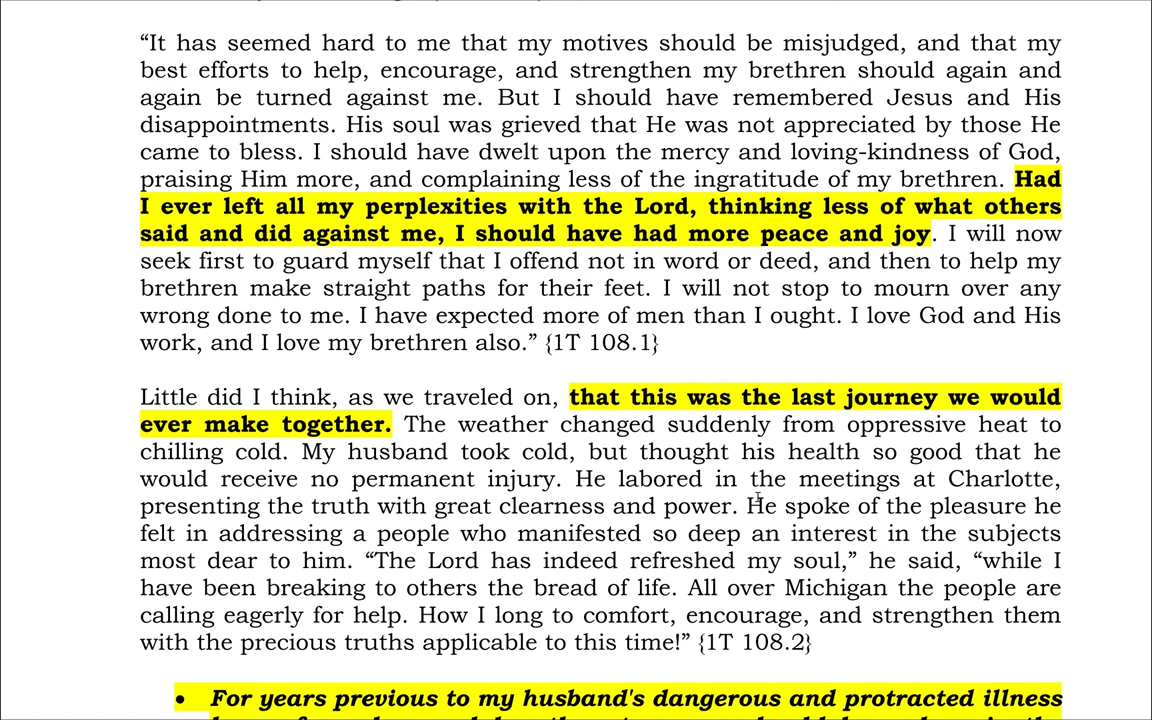 “It has seemed hard to me that my motives should be misjudged, and that my
best efforts to help, encourage, and strengthen my brethren should again and
again be turned against me. But I should have remembered Jesus and His
disappointments. His soul was grieved that He was not appreciated by those He
came to bless. I should have dwelt upon the mercy and loving-kindness of God,
praising Him more, and complaining less of the ingratitude of my brethren. Had
I ever left all my perplexities with the Lord, thinking less of what others
said and did against me, I should have had more peace and joy. I will now
seek first to guard myself that I offend not in word or deed, and then to help my
brethren make straight paths for their feet. I will not stop to mourn over any
wrong done to me. I have expected more of men than I ought. I love God and His
work, and I love my brethren also.” {1T 108.1}
Little did I think, as we traveled on, that this was the last journey we would
ever make together. The weather changed suddenly from oppressive heat to
chilling cold. My husband took cold, but thought his health so good that he
would receive no permanent injury. He labored in the meetings at Charlotte,
presenting the truth with great clearness and power. He spoke of the pleasure he
felt in addressing a people who manifested so deep an interest in the subjects
most dear to him. “The Lord has indeed refreshed my soul,” he said, “while I
have been breaking to others the bread of life. All over Michigan the people are
calling eagerly for help. How I long to comfort, encourage, and strengthen them
with the precious truths applicable to this time!” {1T 108.2}
• For years previous to my husband's dangerous and protracted illness